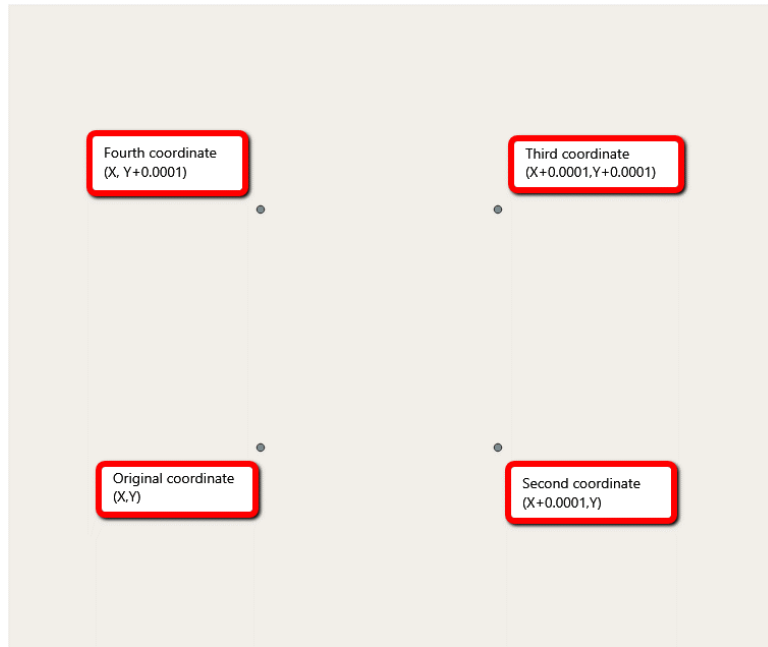 Fourth coordinate
(X, Y+0.0001)
Third coordinate
(X+0.0001,Y+0.0001)
Original coordinate
(X,Y)
Second coordinate
(X+0.0001,Y)